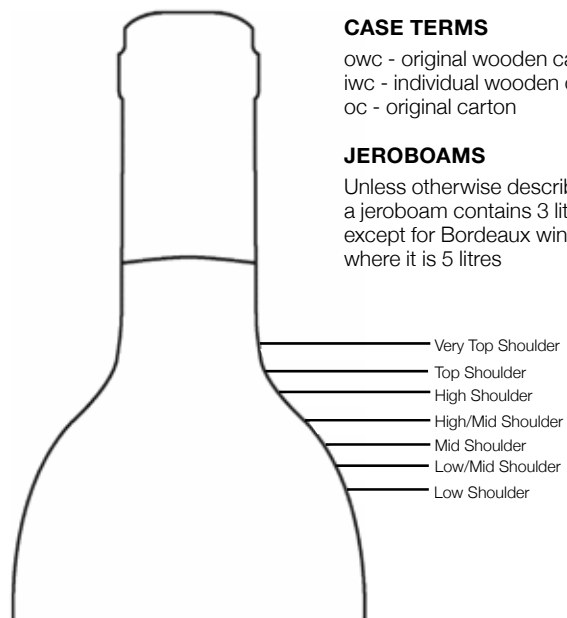 CASE TERMS
owc - original wooden
iwc - individual wooden
oc - original carton
JEROBOAMS
Unless otherwise
a jeroboam contains 3
except for Bordeaux
where it is 5 litres
Very Top Shoulder
Top Shoulder
High Shoulder
High/Mid Shoulder
Mid Shoulder
Low/Mid Shoulder
Low Shoulder